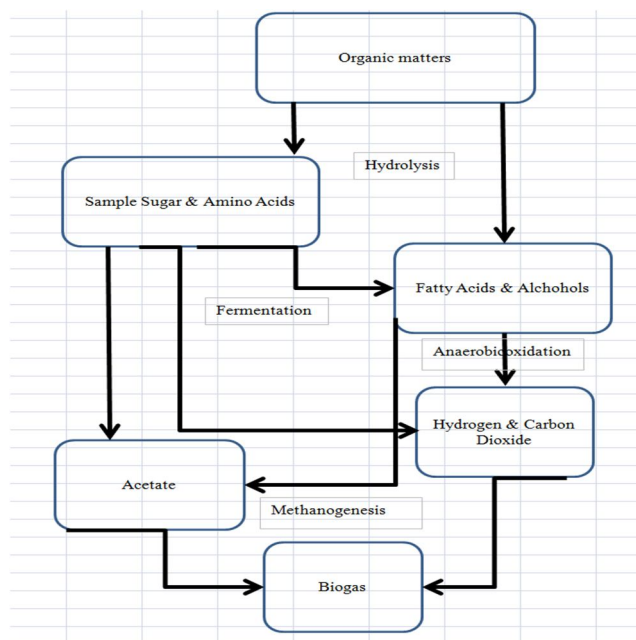 Organic matters
Hydrolysis
Sample Sugar & Amino Acids
Fatty Acids & Alchohols
Fermentation
Anaerobicoxidation
Hydrogen & Carbon
Dioxide
Acetate
Methanogenesis
Biogas